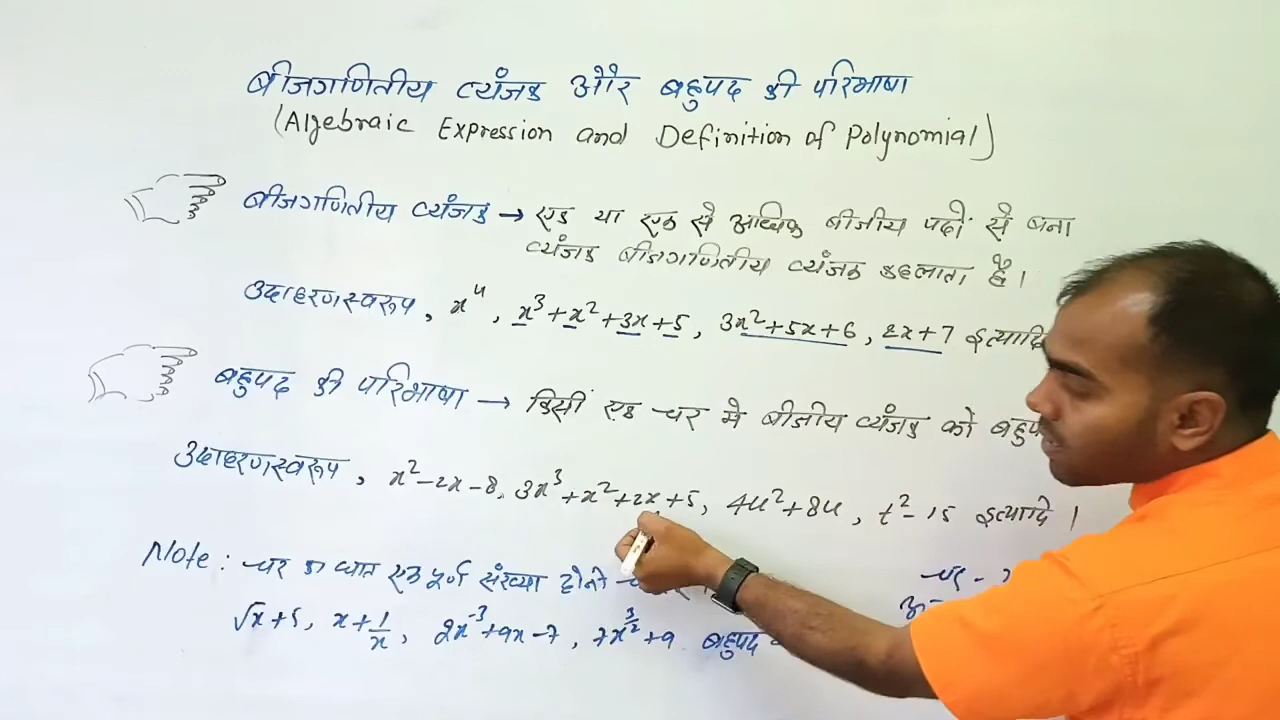 बीजगणितीय व्यंजक और बहुपद की परिभाषा
(Algebraic Expression and Definition of Polynomial)
बीजगणितीय व्यंजक → एक या एक से अधिक बीजीय पदों से बना
व्यंजक बीजगणितीय व्यंजक कहलाता है।
उदाहरणस्वरूप, x⁴, x³+x²+3x+5, 3x²+5x+6, 2x+7 इत्यादि
बहुपद की परिभाषा → किसी एक चर में बीजीय व्यंजक को
उदाहरणस्वरूप, x²-2x-8, 3x³+x²+2x+5, 4u²+8u, t²-15 इत्यादि।
Note: चर का घात एक पूर्ण संख्या होनी
√x+5, x+1/x, 2x⁻³+9x-7, 7x^(3/2)+9 बहुपद